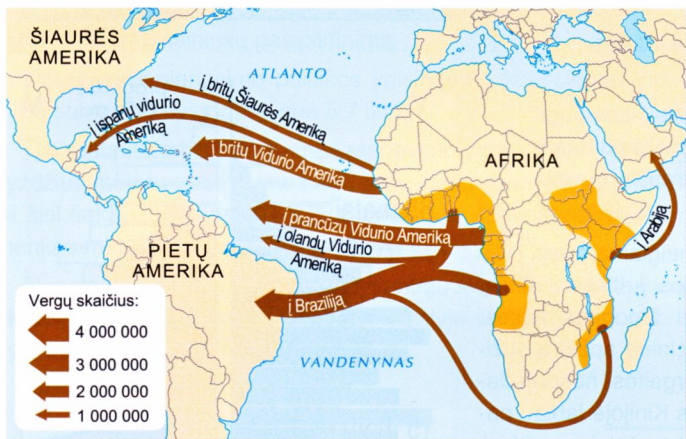 ŠIAURĖS
AMERIKA
ATLANTO
į britų Šiaurės Ameriką
į ispanų vidurio
Ameriką
į britų Vidurio Ameriką
AFRIKA
į prancūzų Vidurio Ameriką
į olandų Vidurio
Ameriką
į Arabiją
PIETŲ
AMERIKA
į Braziliją
Vergų skaičius:
4 000 000
3 000 000
2 000 000
1 000 000
VANDENYNAS